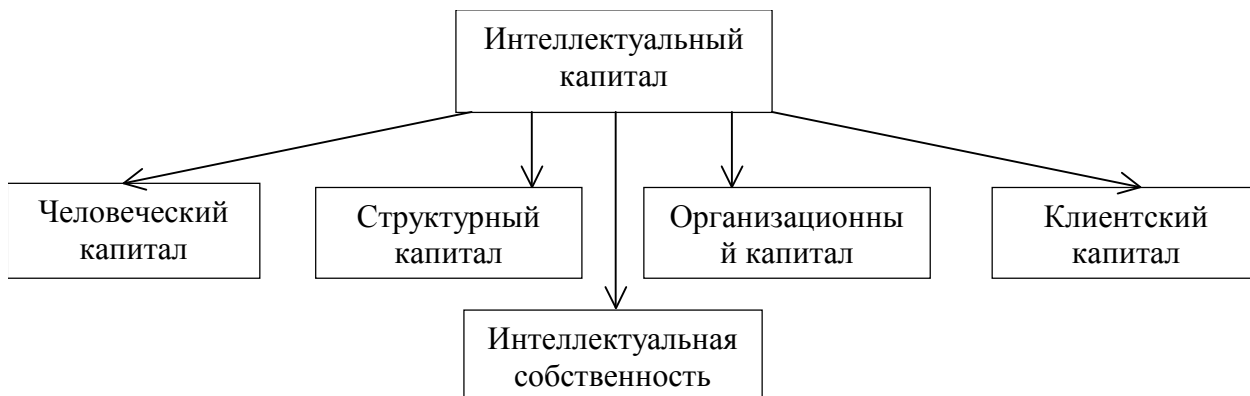 Интеллектуальный
капитал
Человеческий
капитал
Структурный
капитал
Организационны
й капитал
Клиентский
капитал
Интеллектуальная
собственность